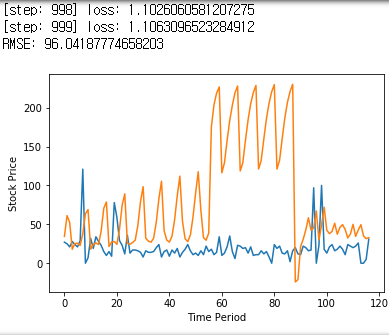 [step: 998] loss: 1.1026060581207275
[step: 999] loss: 1.1063096523284912
RMSE: 96.04187774658203
200
150
100
50
0
Stock Price
0
20
40
60
80
100
120
Time Period